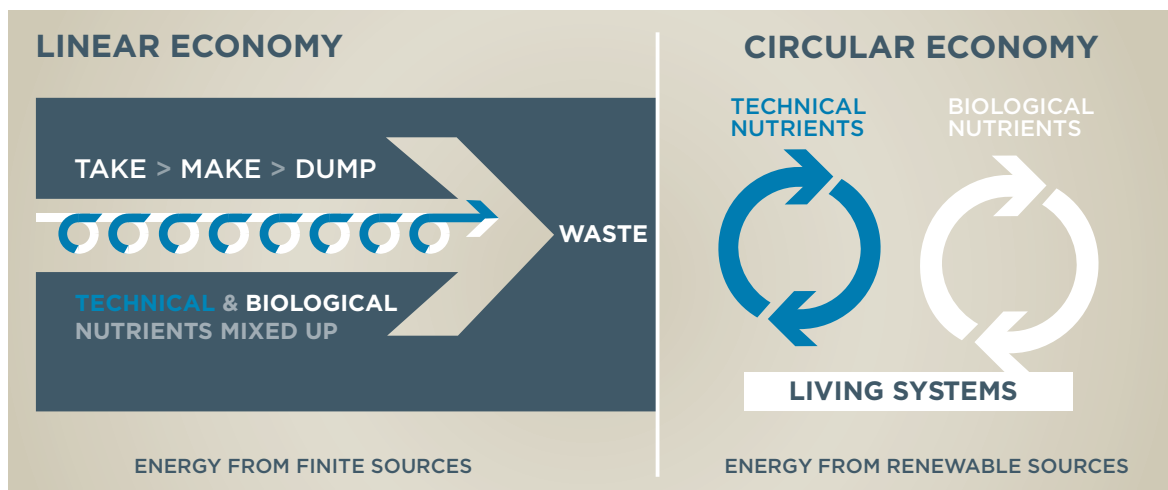 LINEAR ECONOMY
TAKE > MAKE > DUMP
WASTE
TECHNICAL & BIOLOGICAL
NUTRIENTS MIXED UP
ENERGY FROM FINITE SOURCES
CIRCULAR ECONOMY
TECHNICAL
NUTRIENTS
BIOLOGICAL
NUTRIENTS
LIVING SYSTEMS
ENERGY FROM RENEWABLE SOURCES